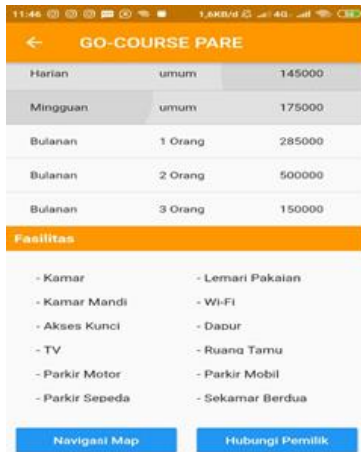 11:46 1,6KB/d 4G
← GO-COURSE PARE
Harian umum 145000
Mingguan umum 175000
Bulanan 1 Orang 285000
Bulanan 2 Orang 500000
Bulanan 3 Orang 150000
Fasilitas
- Kamar - Lemari Pakaian
- Kamar Mandi - Wi-Fi
- Akses Kunci - Dapur
- TV - Ruang Tamu
- Parkir Motor - Parkir Mobil
- Parkir Sepeda - Sekamar Berdua
Navigasi Map Hubungi Pemilik